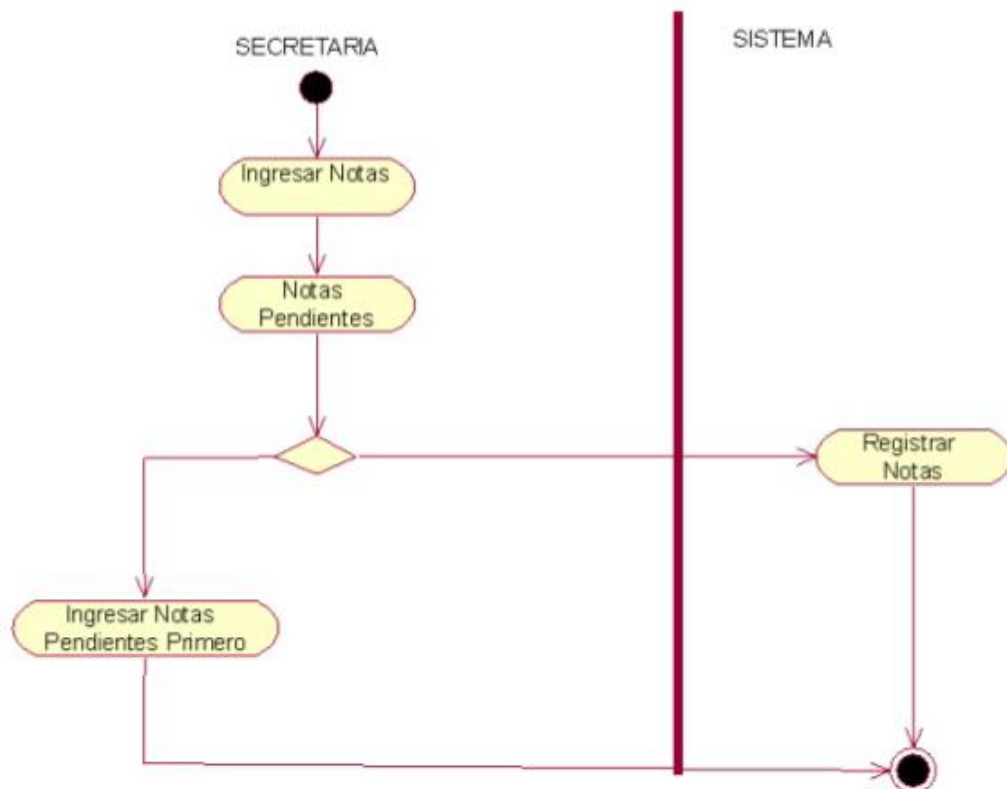 SECRETARIA
SISTEMA
Ingresar Notas
Notas
Pendientes
Registrar
Notas
Ingresar Notas
Pendientes Primero